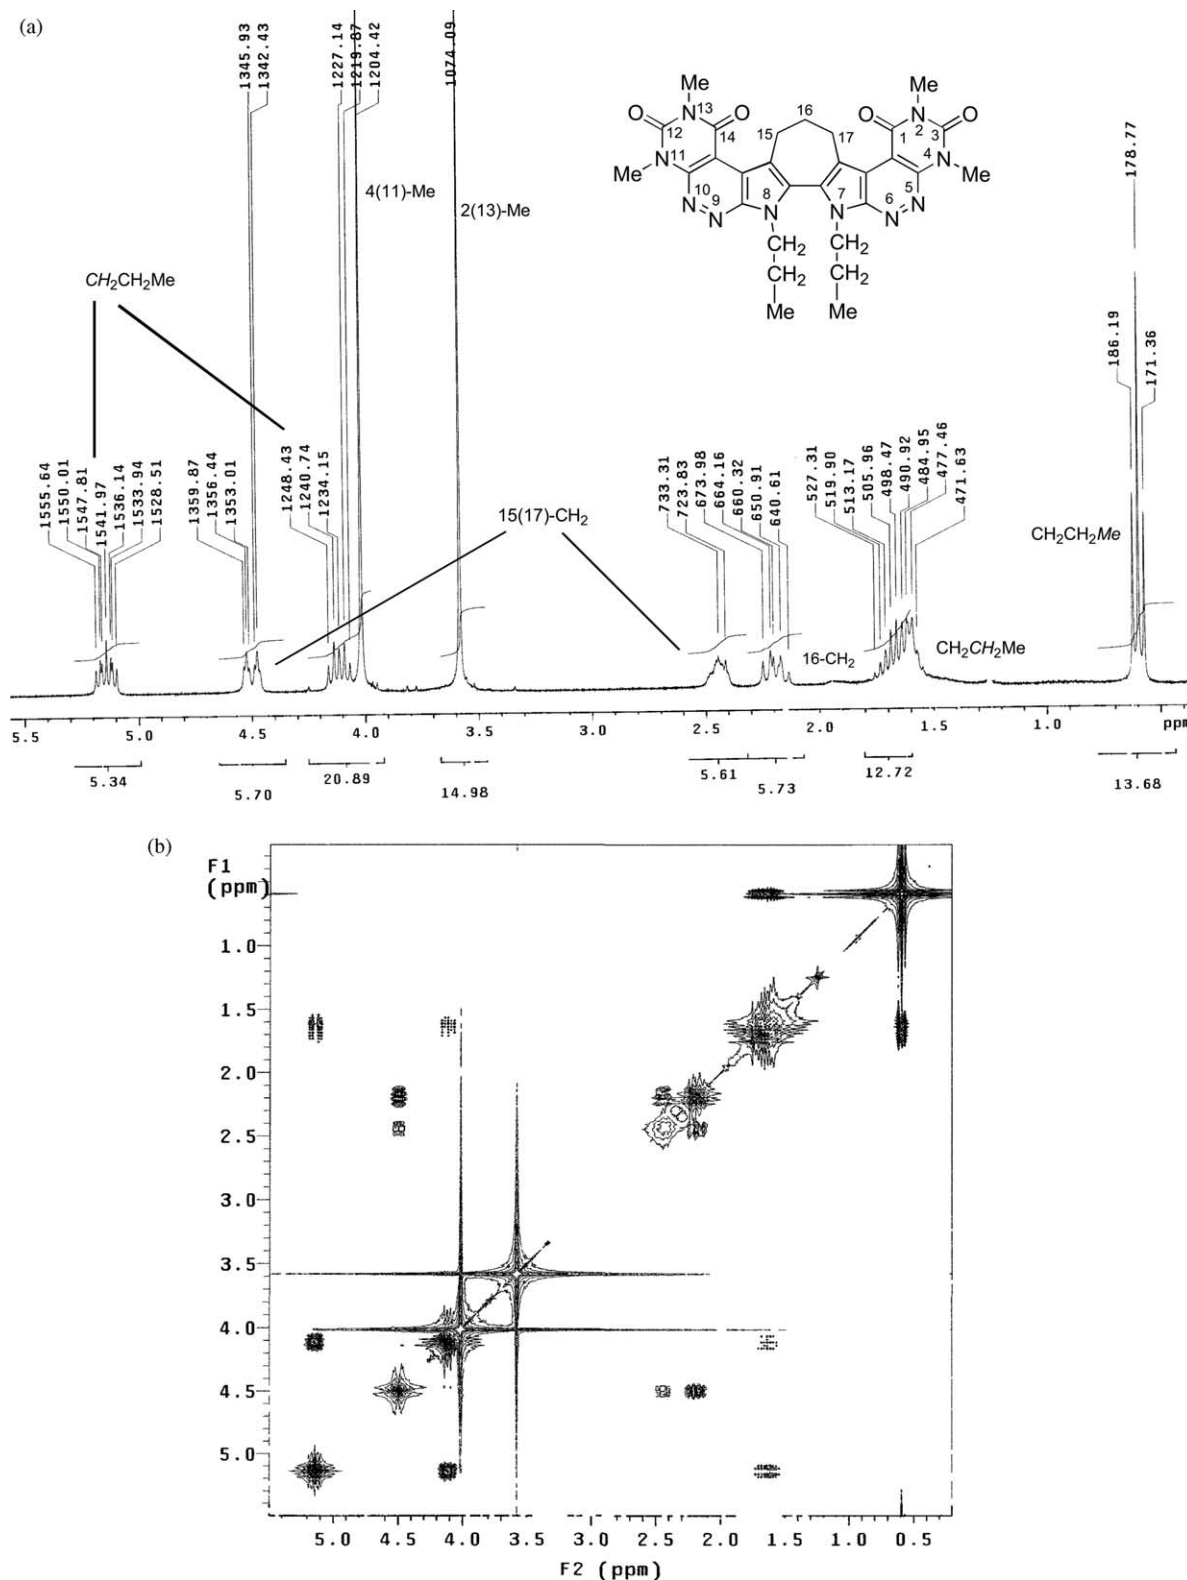 (a)
1345.93
1342.43
1227.14
1219.87
1204.42
1074.09
178.77
186.19
171.36
4(11)-Me
2(13)-Me
CH2CH2Me
Me
Me
O
N
13
O
16
O
N
2
O
12
14
15
17
1
3
N
11
4
N
Me
Me
10
9
8
7
6
5
N
N
N
N
N
N
CH2
CH2
CH2
CH2
Me
Me
1555.64
1550.01
1547.81
1541.97
1536.14
1533.94
1528.51
1359.87
1356.44
1353.01
1248.43
1240.74
1234.15
733.31
723.83
673.98
664.16
660.32
650.91
640.61
527.31
519.90
513.17
505.96
498.47
490.92
484.95
477.46
471.63
15(17)-CH2
CH2CH2Me
16-CH2
CH2CH2Me
5.5 5.0 4.5 4.0 3.5 3.0 2.5 2.0 1.5 1.0 ppm
5.34 5.70 20.89 14.98 5.61 5.73 12.72 13.68
(b)
F1
(ppm)
1.0
1.5
2.0
2.5
3.0
3.5
4.0
4.5
5.0
5.0 4.5 4.0 3.5 3.0 2.5 2.0 1.5 1.0 0.5
F2 (ppm)